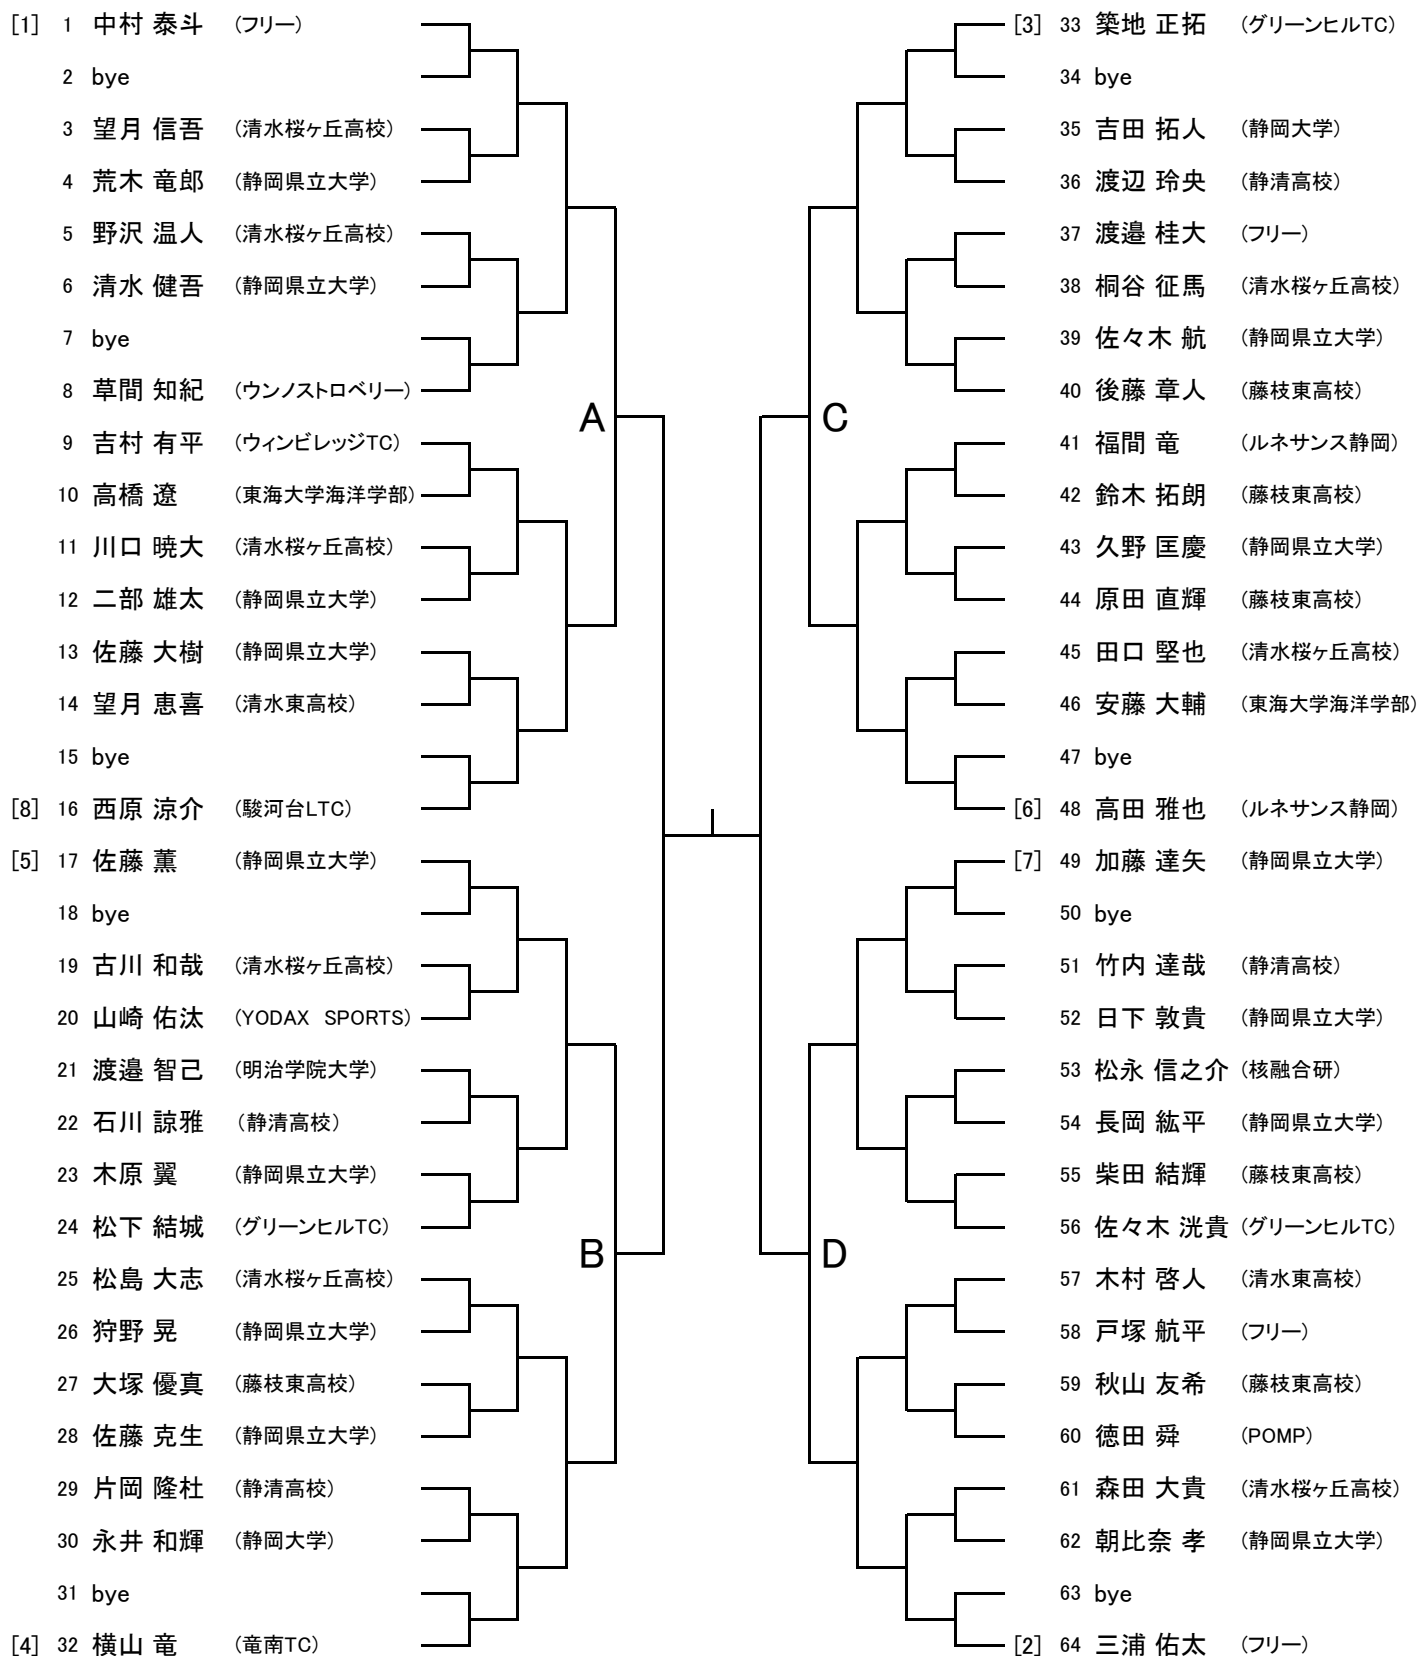 [1] 1 中村 泰斗 (フリー)
2 bye
3 望月 信吾 (清水桜ヶ丘高校)
4 荒木 竜郎 (静岡県立大学)
5 野沢 温人 (清水桜ヶ丘高校)
6 清水 健吾 (静岡県立大学)
7 bye
8 草間 知紀 (ウンノストロベリー)
A
9 吉村 有平 (ウィンビレッジTC)
10 高橋 遼 (東海大学海洋学部)
11 川口 暁大 (清水桜ヶ丘高校)
12 二部 雄太 (静岡県立大学)
13 佐藤 大樹 (静岡県立大学)
14 望月 恵喜 (清水東高校)
15 bye
[8] 16 西原 涼介 (駿河台LTC)
[5] 17 佐藤 薫 (静岡県立大学)
18 bye
19 古川 和哉 (清水桜ヶ丘高校)
20 山崎 佑汰 (YODAX SPORTS)
21 渡邉 智己 (明治学院大学)
22 石川 諒雅 (静清高校)
23 木原 翼 (静岡県立大学)
24 松下 結城 (グリーンヒルTC)
B
25 松島 大志 (清水桜ヶ丘高校)
26 狩野 晃 (静岡県立大学)
27 大塚 優真 (藤枝東高校)
28 佐藤 克生 (静岡県立大学)
29 片岡 隆杜 (静清高校)
30 永井 和輝 (静岡大学)
31 bye
[4] 32 横山 竜 (竜南TC)
[3] 33 築地 正拓 (グリーンヒルTC)
34 bye
35 吉田 拓人 (静岡大学)
36 渡辺 玲央 (静清高校)
37 渡邉 桂大 (フリー)
38 桐谷 征馬 (清水桜ヶ丘高校)
39 佐々木 航 (静岡県立大学)
40 後藤 章人 (藤枝東高校)
C
41 福間 竜 (ルネサンス静岡)
42 鈴木 拓朗 (藤枝東高校)
43 久野 匡慶 (静岡県立大学)
44 原田 直輝 (藤枝東高校)
45 田口 堅也 (清水桜ヶ丘高校)
46 安藤 大輔 (東海大学海洋学部)
47 bye
[6] 48 高田 雅也 (ルネサンス静岡)
[7] 49 加藤 達矢 (静岡県立大学)
50 bye
51 竹内 達哉 (静清高校)
52 日下 敦貴 (静岡県立大学)
53 松永 信之介 (核融合研)
54 長岡 紘平 (静岡県立大学)
55 柴田 結輝 (藤枝東高校)
56 佐々木 洸貴 (グリーンヒルTC)
D
57 木村 啓人 (清水東高校)
58 戸塚 航平 (フリー)
59 秋山 友希 (藤枝東高校)
60 徳田 舜 (POMP)
61 森田 大貴 (清水桜ヶ丘高校)
62 朝比奈 孝 (静岡県立大学)
63 bye
[2] 64 三浦 佑太 (フリー)